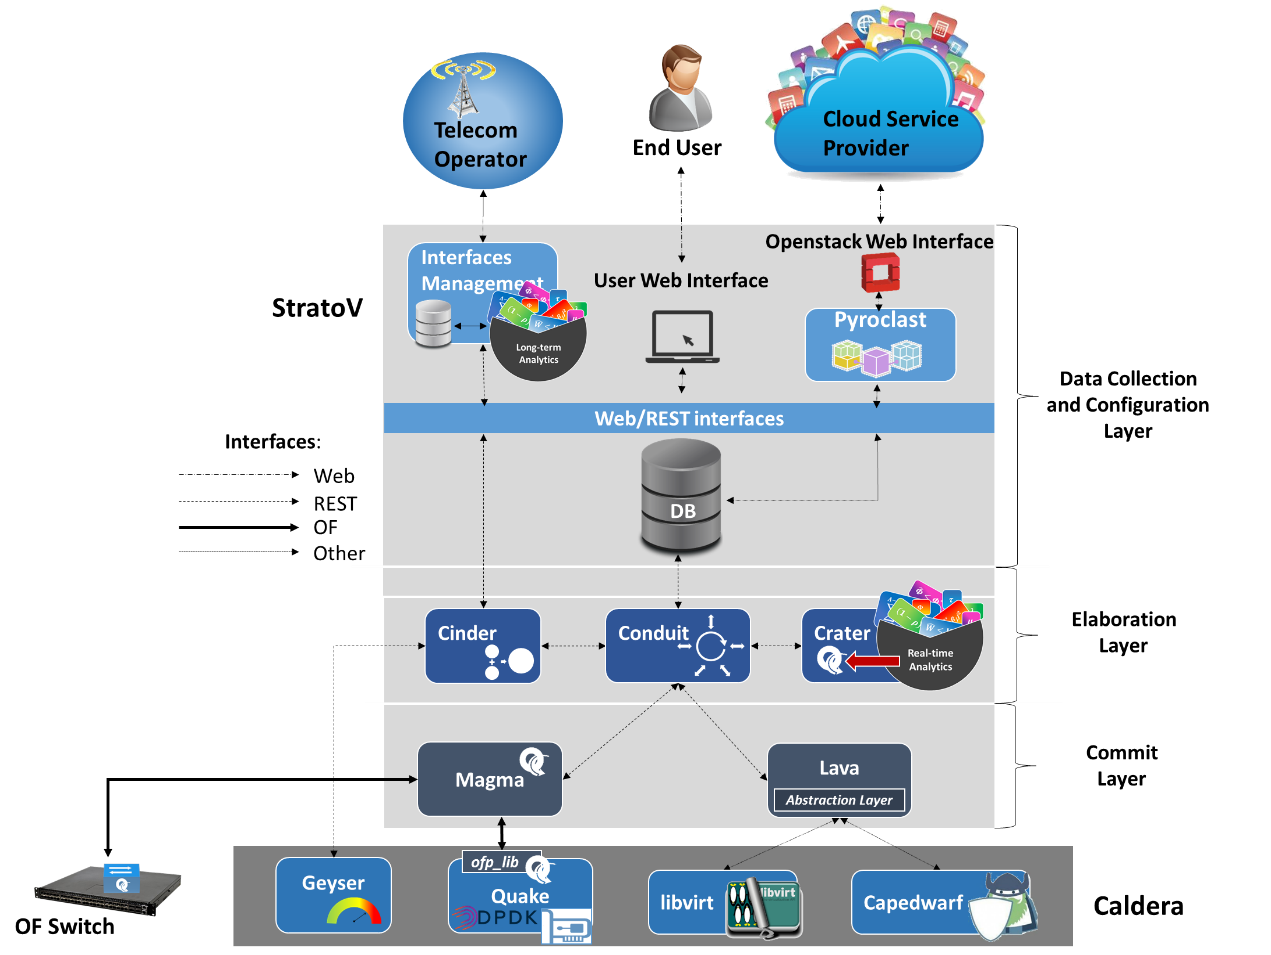 Telecom
Operator
End User
Cloud Service
Provider
StratoV
Interfaces
Management
Long-term
Analytics
User Web Interface
Openstack Web Interface
Pyroclast
Web/REST interfaces
DB
Data Collection
and Configuration
Layer
Interfaces:
Web
REST
OF
Other
Cinder
Conduit
Crater
Real-time
Analytics
Elaboration
Layer
Magma
Lava
Abstraction Layer
Commit
Layer
OF Switch
Geyser
ofp_lib
Quake
DPDK
libvirt
libvirt
Capedwarf
Caldera